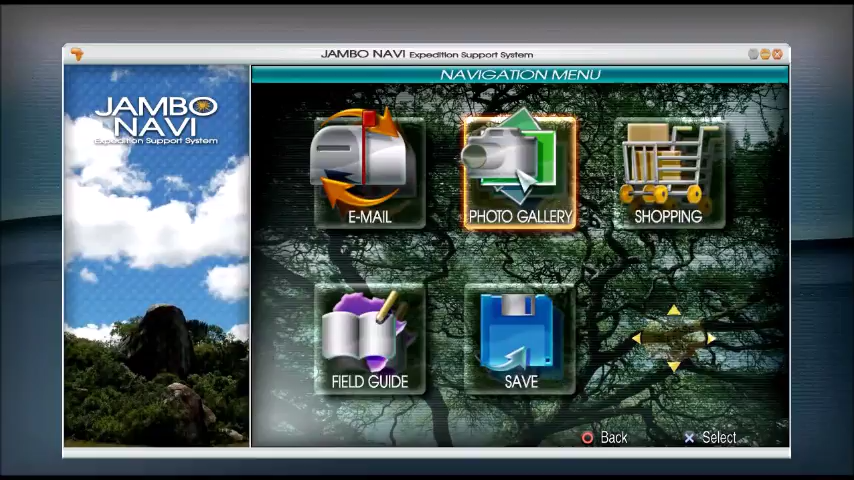 JAMBO NAVI Expedition Support System
NAVIGATION MENU
JAMBO
NAVI
Expedition Support System
E-MAIL
PHOTO GALLERY
SHOPPING
FIELD GUIDE
SAVE
Back
Select